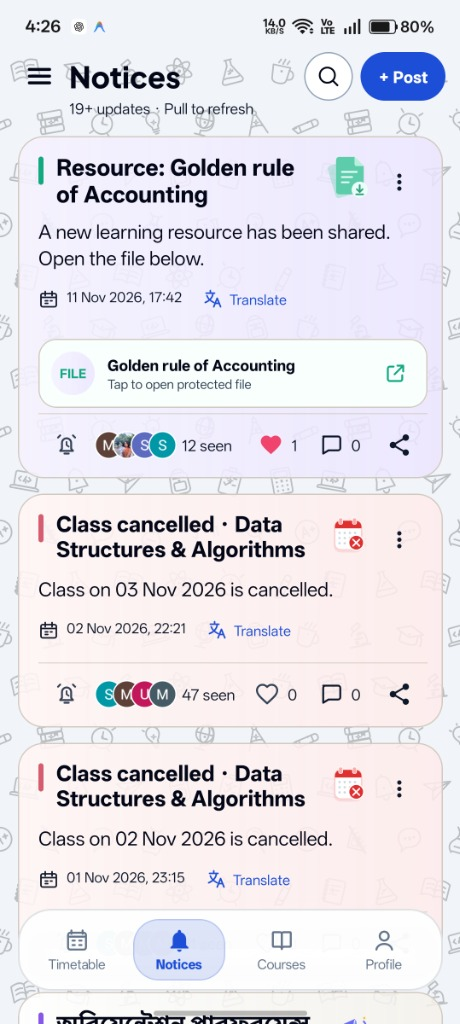 4:26 14.0 KB/S Vo LTE 80%
Notices
+ Post
19+ updates · Pull to refresh
Resource: Golden rule
of Accounting
A new learning resource has been shared.
Open the file below.
11 Nov 2026, 17:42 Translate
FILE
Golden rule of Accounting
Tap to open protected file
M S S 12 seen 1 0
Class cancelled · Data
Structures & Algorithms
Class on 03 Nov 2026 is cancelled.
02 Nov 2026, 22:21 Translate
S M U M 47 seen 0 0
Class cancelled · Data
Structures & Algorithms
Class on 02 Nov 2026 is cancelled.
01 Nov 2026, 23:15 Translate
Timetable Notices Courses Profile